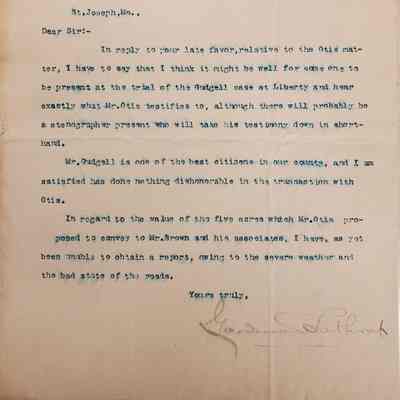 St.Joseph,Mo..
Dear Sir:-
In reply to your late favor,relative to the Otis mat-
ter, I have to say that I think it might be well for some one to
be present at the trial of the Gudgell case at Liberty and hear
exactly what Mr.Otis testifies to, although there will probably be
a stenographer present who will take his testimony down in short-
hand.
Mr.Gudgell is one of the best citizens in our county, and I am
satisfied has done nothing dishonorable in the transaction with
Otis.
In regard to the value of the five acres which Mr.Otis pro-
posed to convey to Mr.Brown and his associates, I have, as yet
been unable to obtain a report, owing to the severe weather and
the bad state of the roads.
Yours truly,